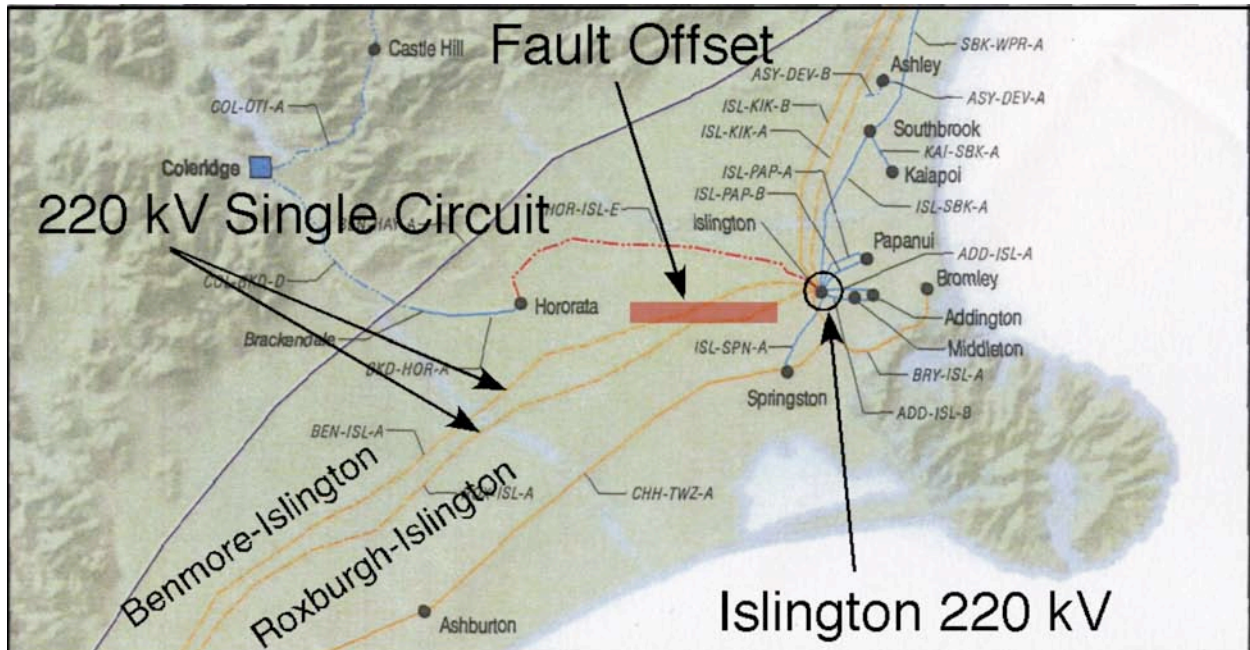 Fault Offset
SBK-WPR-A
Castle Hill
Ashley
ASY-DEV-B
ASY-DEV-A
COL-OTI-A
ISL-KIK-B
ISL-KIK-A
Southbrook
KAI-SBK-A
Coleridge
Kaiapoi
ISL-PAP-A
ISL-PAP-B
ISL-SBK-A
220 kV Single Circuit
HOR-ISL-E
Islington
Papanui
ADD-ISL-A
Bromley
Hororata
Addington
Brackendale
Middleton
ISL-SPN-A
BKD-HOR-A
BRY-ISL-A
Springston
ADD-ISL-B
BEN-ISL-A
CHH-TWZ-A
Benmore-Islington
Roxburgh-Islington
Ashburton
Islington 220 kV